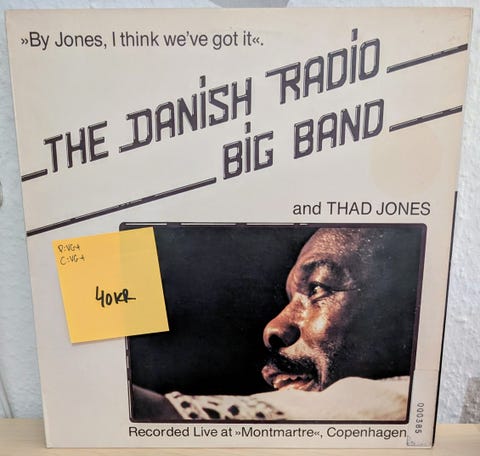 »By Jones, I think we've got it«.
THE DANISH RADIO
BIG BAND
and THAD JONES
P:VG+
C:VG+
40KR
Recorded Live at »Montmartre«, Copenhagen
000385